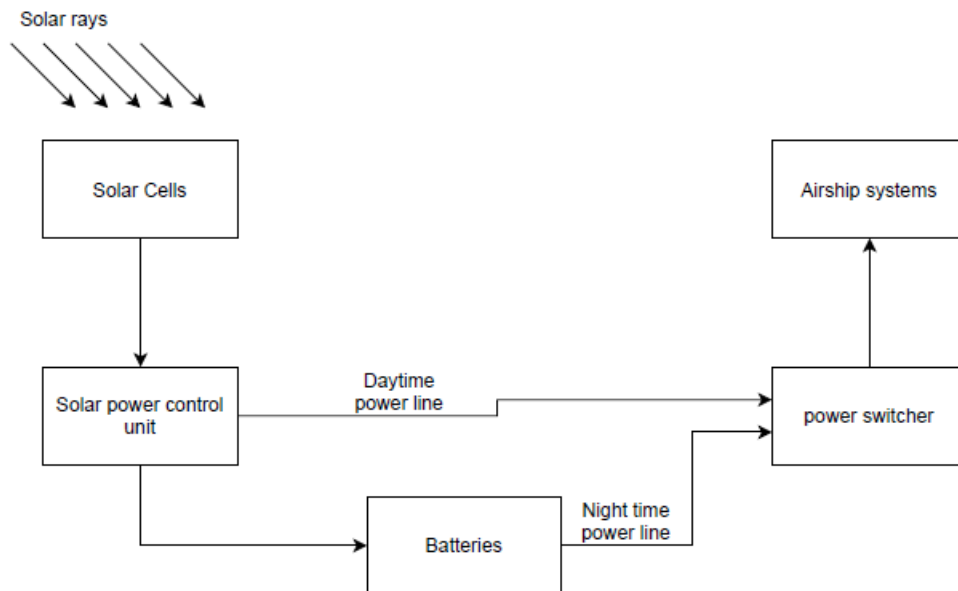 Solar rays
Solar Cells
Airship systems
Daytime
power line
Solar power control
unit
power switcher
Night time
power line
Batteries